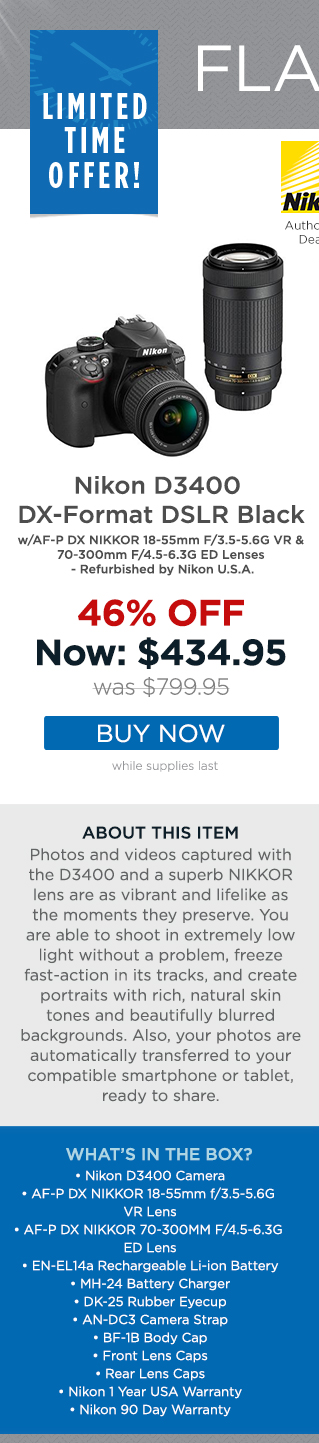 FLA
LIMITED
TIME
OFFER!
Nik
Autho
Dea
Nikon
Nikon D3400
DX-Format DSLR Black
w/AF-P DX NIKKOR 18-55mm F/3.5-5.6G VR &
70-300mm F/4.5-6.3G ED Lenses
- Refurbished by Nikon U.S.A.
46% OFF
Now: $434.95
was $799.95
BUY NOW
while supplies last
ABOUT THIS ITEM
Photos and videos captured with
the D3400 and a superb NIKKOR
lens are as vibrant and lifelike as
the moments they preserve. You
are able to shoot in extremely low
light without a problem, freeze
fast-action in its tracks, and create
portraits with rich, natural skin
tones and beautifully blurred
backgrounds. Also, your photos are
automatically transferred to your
compatible smartphone or tablet,
ready to share.
WHAT'S IN THE BOX?
• Nikon D3400 Camera
• AF-P DX NIKKOR 18-55mm f/3.5-5.6G
VR Lens
• AF-P DX NIKKOR 70-300MM F/4.5-6.3G
ED Lens
• EN-EL14a Rechargeable Li-ion Battery
• MH-24 Battery Charger
• DK-25 Rubber Eyecup
• AN-DC3 Camera Strap
• BF-1B Body Cap
• Front Lens Caps
• Rear Lens Caps
• Nikon 1 Year USA Warranty
• Nikon 90 Day Warranty